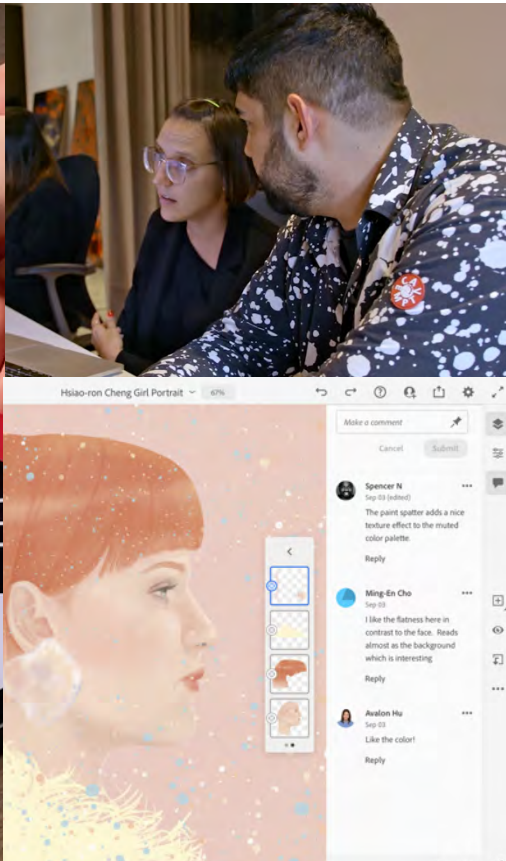 Hsiao-ron Cheng Girl Portrait
67%
Make a comment
Cancel
Submit
Spencer N
Sep 03 (edited)
The paint spatter adds a nice
texture effect to the muted
color palette.
Reply
Ming-En Cho
Sep 03
I like the flatness here in
contrast to the face. Reads
almost as the background
which is interesting
Reply
Avalon Hu
Sep 03
Like the color!
Reply